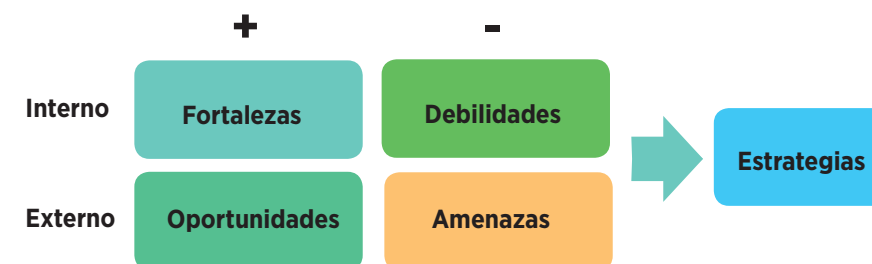 + -
Interno Fortalezas Debilidades
Estrategias
Externo Oportunidades Amenazas